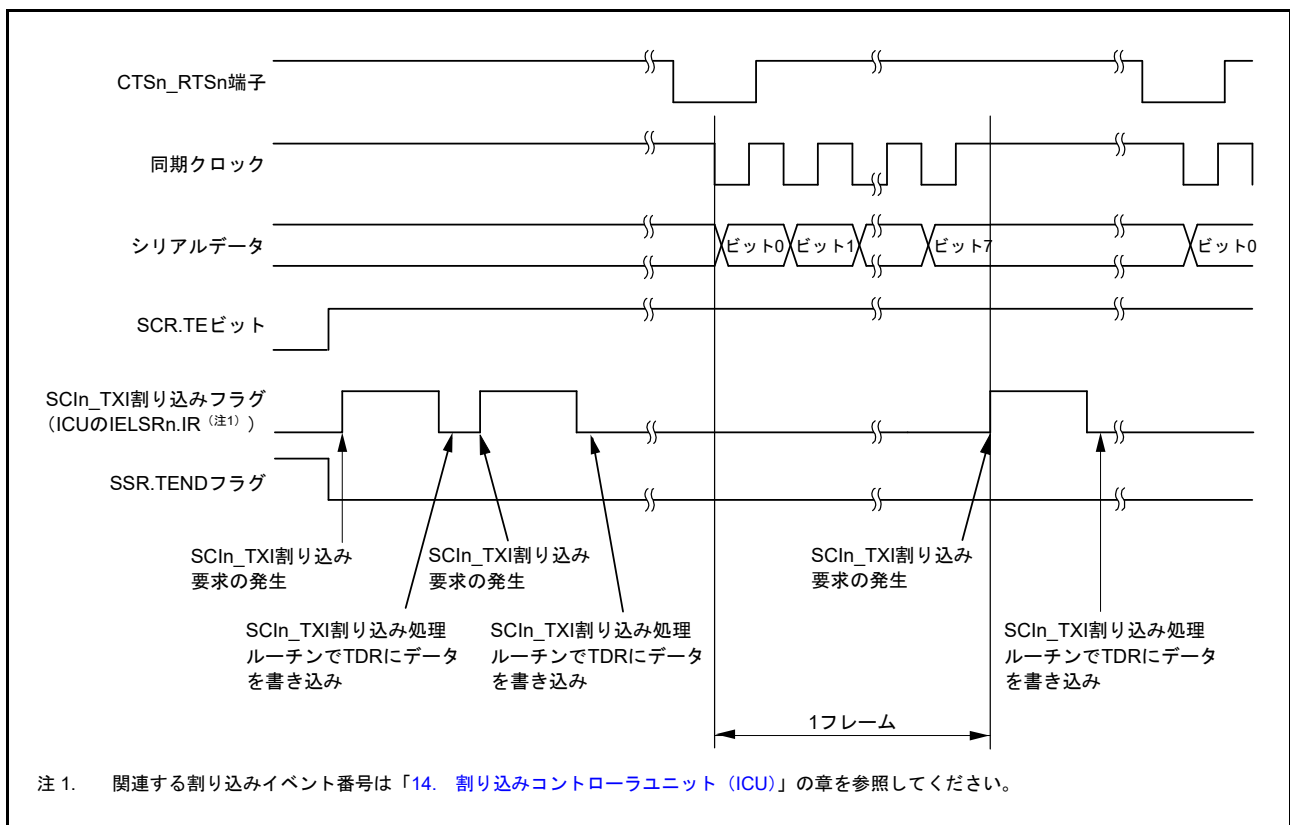 CTSn_RTSn端子
同期クロック
シリアルデータ
ビット0
ビット1
ビット7
ビット0
SCR.TEビット
SCIn_TXI割り込みフラグ
(ICUのIELSRn.IR (注1))
SSR.TENDフラグ
SCIn_TXI割り込み
要求の発生
SCIn_TXI割り込み
要求の発生
SCIn_TXI割り込み
要求の発生
SCIn_TXI割り込み処理
ルーチンでTDRにデータ
を書き込み
SCIn_TXI割り込み処理
ルーチンでTDRにデータ
を書き込み
SCIn_TXI割り込み処理
ルーチンでTDRにデータ
を書き込み
1フレーム
注 1. 関連する割り込みイベント番号は「14. 割り込みコントローラユニット(ICU)」の章を参照してください。